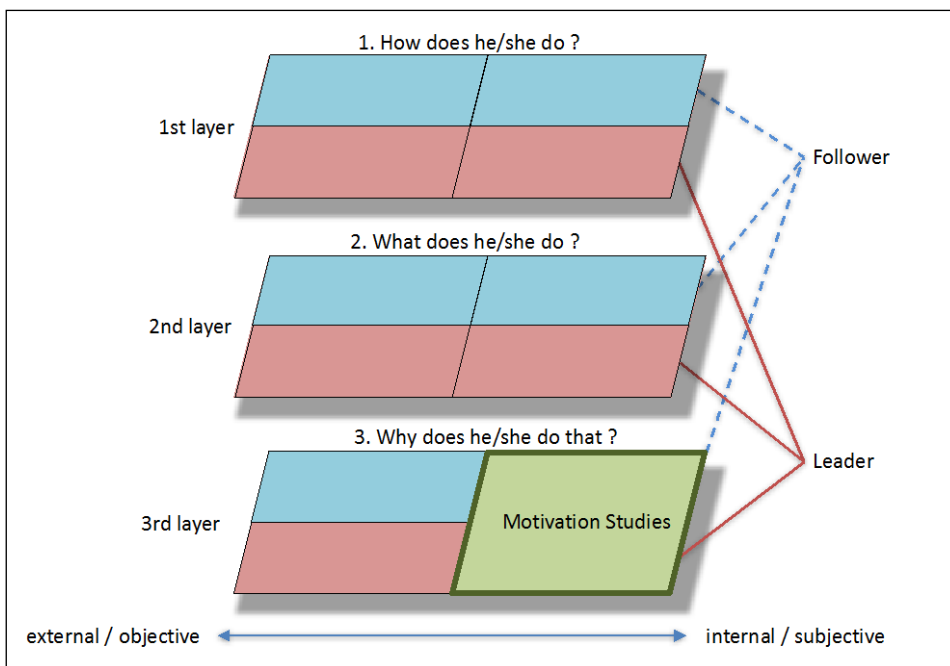 1. How does he/she do ?
1st layer
Follower
2. What does he/she do ?
2nd layer
3. Why does he/she do that ?
Leader
Motivation Studies
3rd layer
external / objective
internal / subjective